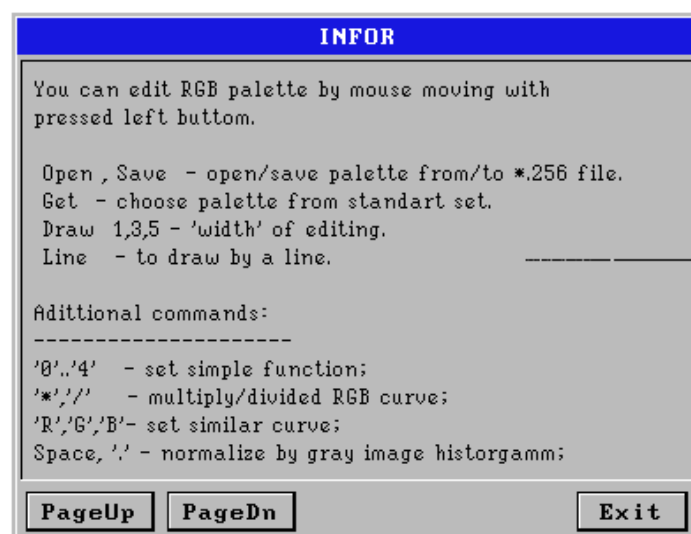 INFOR
You can edit RGB palette by mouse moving with
pressed left buttom.
Open , Save - open/save palette from/to *.256 file.
Get - choose palette from standart set.
Draw 1,3,5 - 'width' of editing.
Line - to draw by a line.
Adittional commands:
---------------------
'0'..'4' - set simple function;
'*','/' - multiply/divided RGB curve;
'R','G','B'- set similar curve;
Space, '.' - normalize by gray image historgamm;
PageUp PageDn Exit